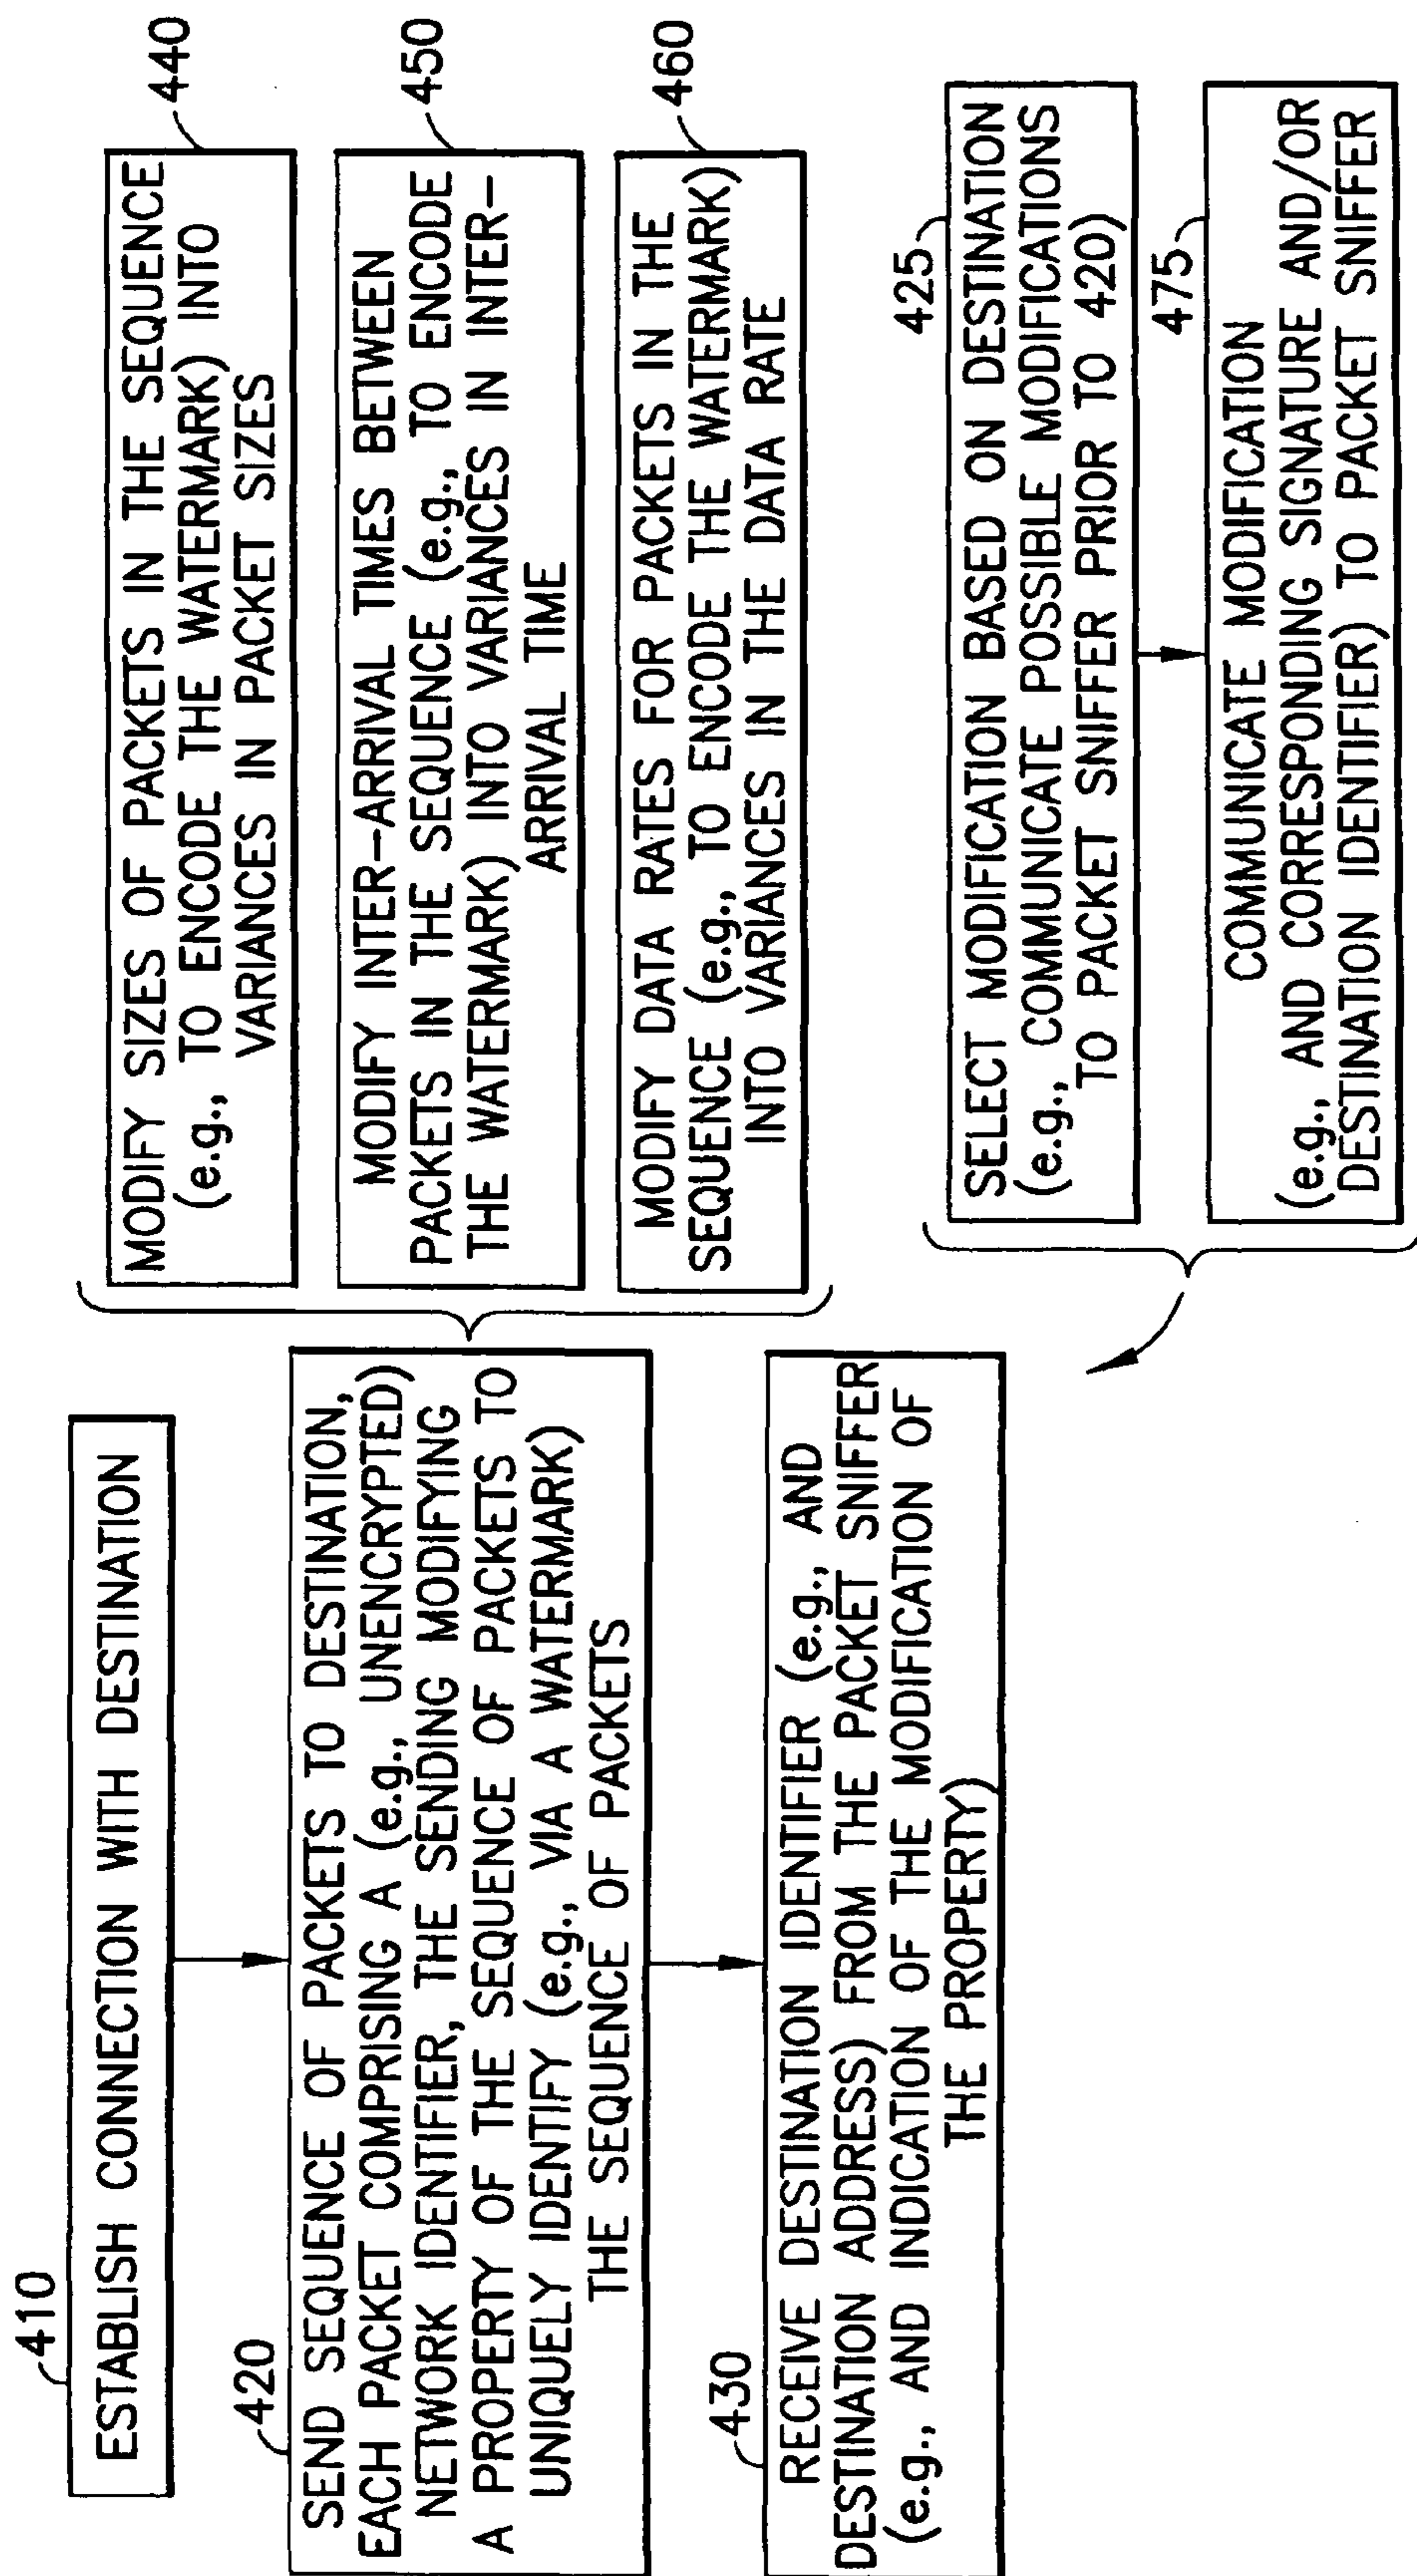 410
ESTABLISH CONNECTION WITH DESTINATION
420
SEND SEQUENCE OF PACKETS TO DESTINATION,
EACH PACKET COMPRISING A (e.g., UNENCRYPTED)
NETWORK IDENTIFIER, THE SENDING MODIFYING
A PROPERTY OF THE SEQUENCE OF PACKETS TO
UNIQUELY IDENTIFY (e.g., VIA A WATERMARK)
THE SEQUENCE OF PACKETS
430
RECEIVE DESTINATION IDENTIFIER (e.g., AND
DESTINATION ADDRESS) FROM THE PACKET SNIFFER
(e.g., AND INDICATION OF THE MODIFICATION OF
THE PROPERTY)
440
MODIFY SIZES OF PACKETS IN THE SEQUENCE
(e.g., TO ENCODE THE WATERMARK) INTO
VARIANCES IN PACKET SIZES
450
MODIFY INTER-ARRIVAL TIMES BETWEEN
PACKETS IN THE SEQUENCE (e.g., TO ENCODE
THE WATERMARK) INTO VARIANCES IN INTER-
ARRIVAL TIME
460
MODIFY DATA RATES FOR PACKETS IN THE
SEQUENCE (e.g., TO ENCODE THE WATERMARK)
INTO VARIANCES IN THE DATA RATE
425
SELECT MODIFICATION BASED ON DESTINATION
(e.g., COMMUNICATE POSSIBLE MODIFICATIONS
TO PACKET SNIFFER PRIOR TO 420)
475
COMMUNICATE MODIFICATION
(e.g., AND CORRESPONDING SIGNATURE AND/OR
DESTINATION IDENTIFIER) TO PACKET SNIFFER